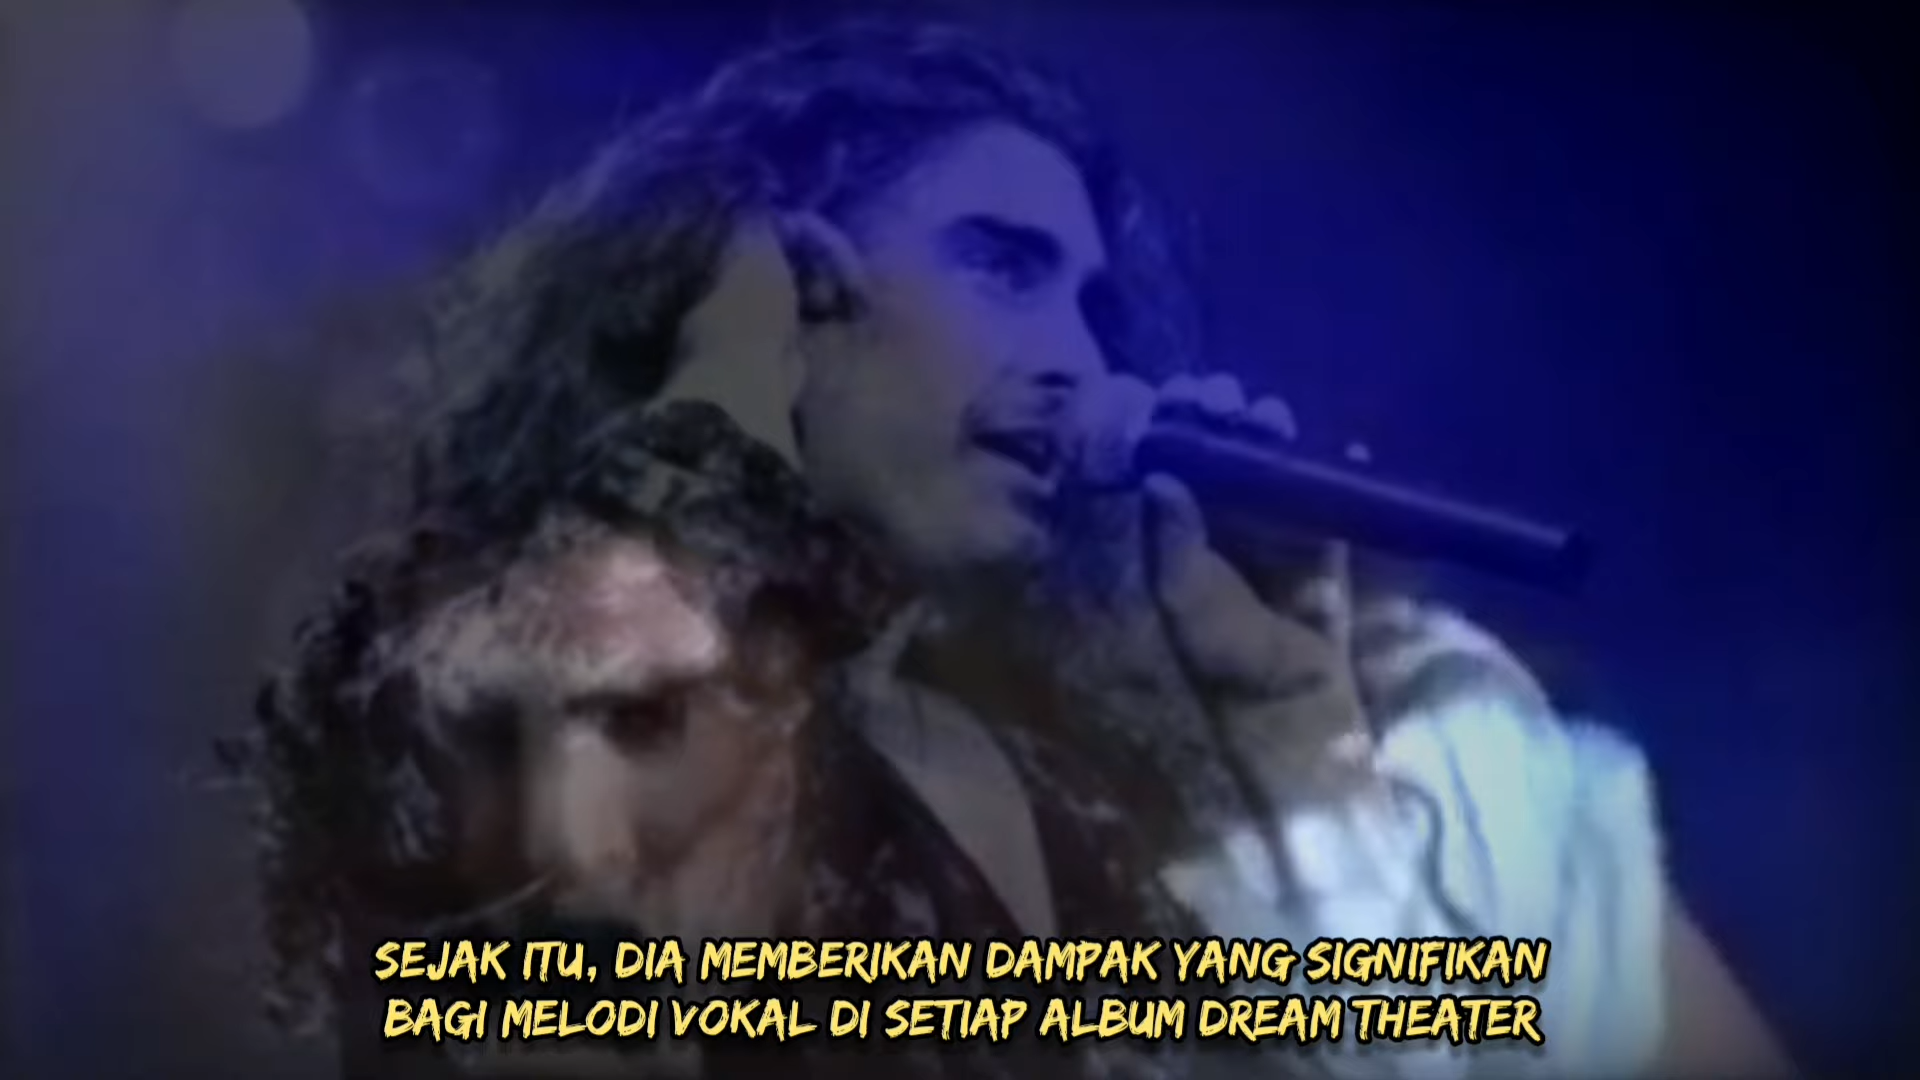 SEJAK ITU, DIA MEMBERIKAN DAMPAK YANG SIGNIFIKAN
BAGI MELODI VOKAL DI SETIAP ALBUM DREAM THEATER